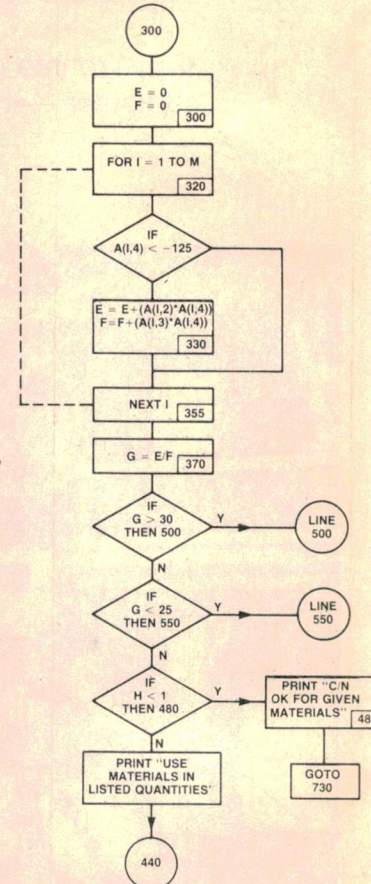 300
E = 0
F = 0
300
FOR I = 1 TO M
320
IF
A(I,4) < -125
E = E+(A(I,2)*A(I,4))
F=F+(A(I,3)*A(I,4))
330
NEXT I
355
G = E/F
370
IF
G > 30
THEN 500
Y
LINE
500
N
IF
G < 25
THEN 550
Y
LINE
550
N
IF
H < 1
THEN 480
Y
PRINT "C/N
OK FOR GIVEN
MATERIALS"
N
PRINT "USE
MATERIALS IN
LISTED QUANTITIES'
GOTO
730
440